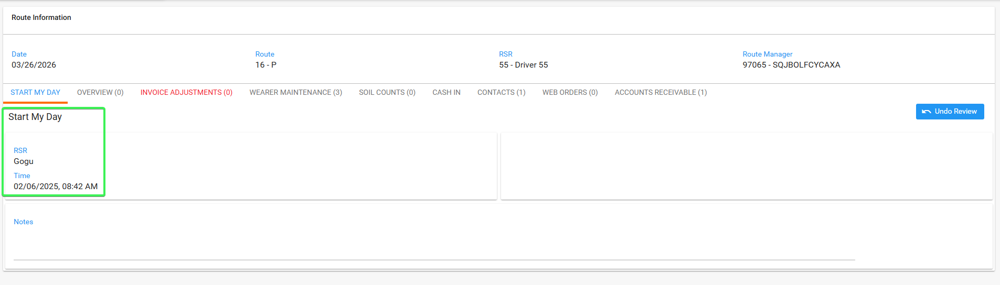 Route Information
Date Route RSR Route Manager
03/26/2026 16 - P 55 - Driver 55 97065 - SQJBOLFCYCAXA
START MY DAY OVERVIEW (0) INVOICE ADJUSTMENTS (0) WEARER MAINTENANCE (3) SOIL COUNTS (0) CASH IN CONTACTS (1) WEB ORDERS (0) ACCOUNTS RECEIVABLE (1)
Start My Day Undo Review
RSR
Gogu
Time
02/06/2025, 08:42 AM
Notes